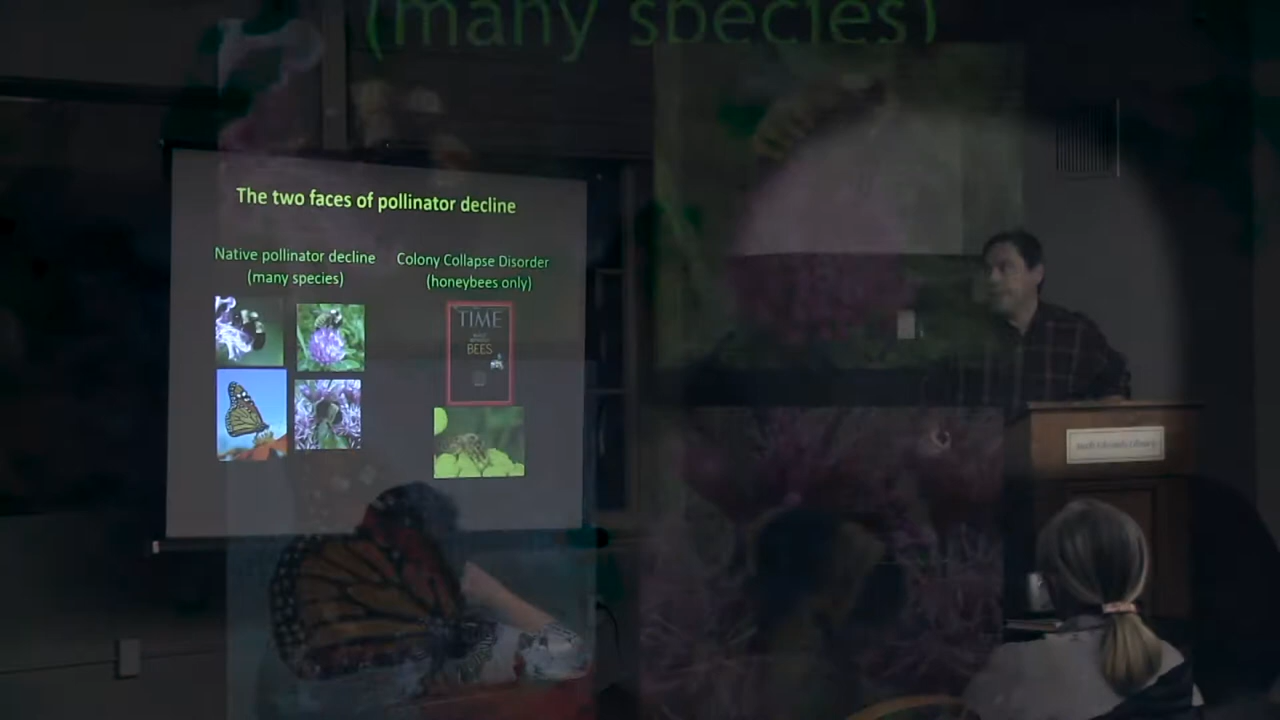 (many species)
The two faces of pollinator decline
Native pollinator decline
(many species)
Colony Collapse Disorder
(honeybees only)
TIME
BEES